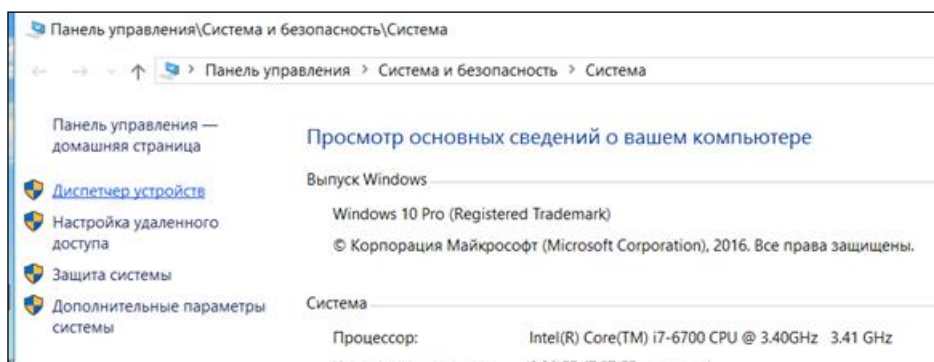 Панель управления\Система и безопасность\Система
Панель управления > Система и безопасность > Система
Панель управления —
домашняя страница
Диспетчер устройств
Настройка удаленного
доступа
Защита системы
Дополнительные параметры
системы
Просмотр основных сведений о вашем компьютере
Выпуск Windows
Windows 10 Pro (Registered Trademark)
© Корпорация Майкрософт (Microsoft Corporation), 2016. Все права защищены.
Система
Процессор: Intel(R) Core(TM) i7-6700 CPU @ 3.40GHz 3.41 GHz